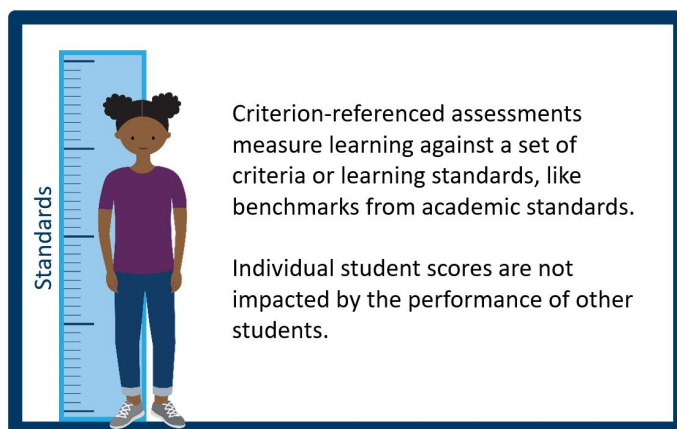 Standards
Criterion-referenced assessments
measure learning against a set of
criteria or learning standards, like
benchmarks from academic standards.
Individual student scores are not
impacted by the performance of other
students.